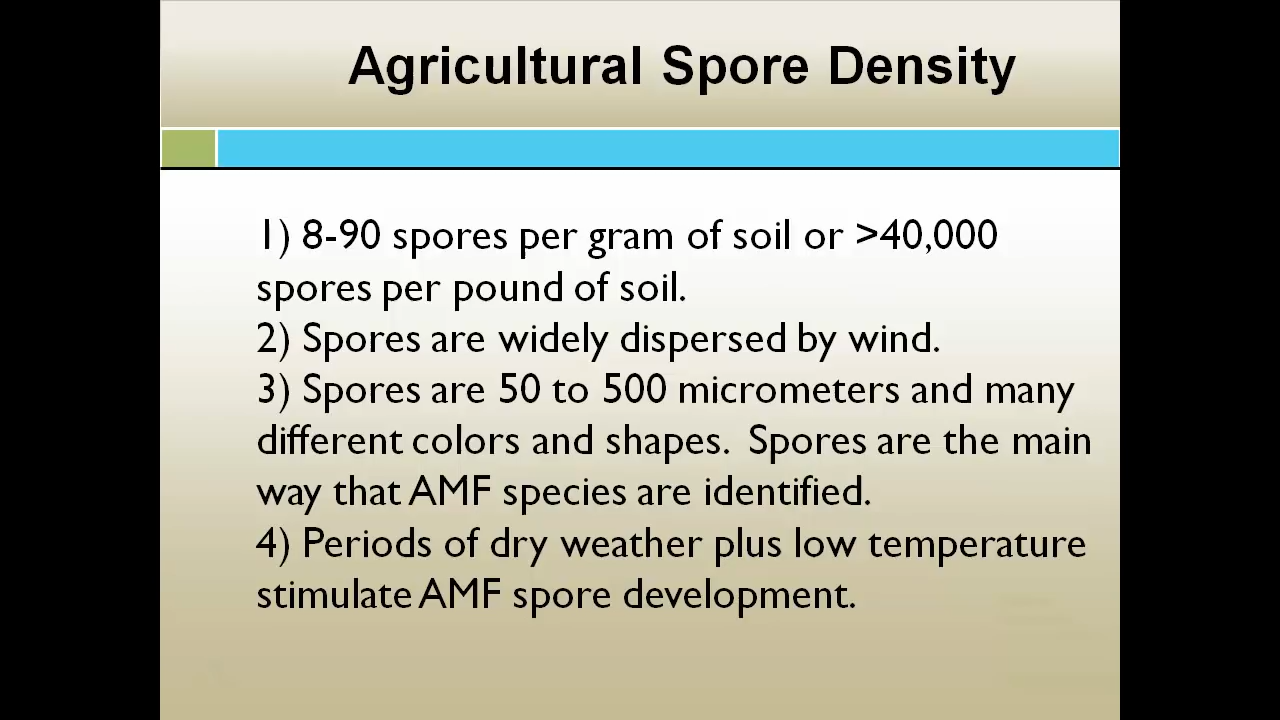 Agricultural Spore Density
1) 8-90 spores per gram of soil or >40,000
spores per pound of soil.
2) Spores are widely dispersed by wind.
3) Spores are 50 to 500 micrometers and many
different colors and shapes.  Spores are the main
way that AMF species are identified.
4) Periods of dry weather plus low temperature
stimulate AMF spore development.